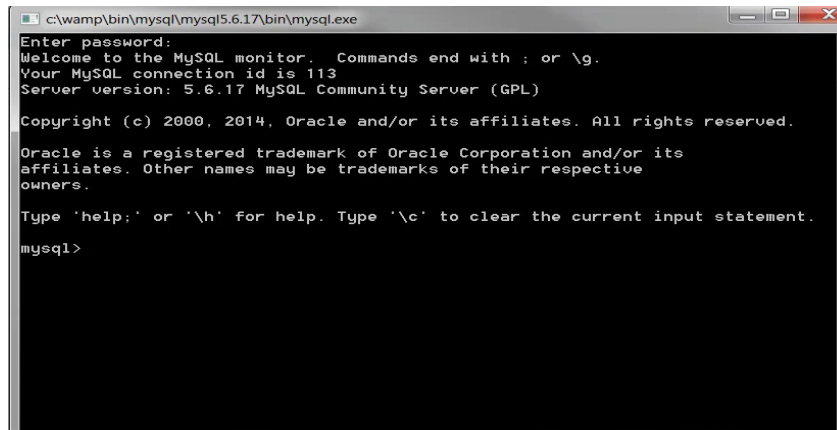 c:\wamp\bin\mysql\mysql5.6.17\bin\mysql.exe
Enter password:
Welcome to the MySQL monitor.  Commands end with ; or \g.
Your MySQL connection id is 113
Server version: 5.6.17 MySQL Community Server (GPL)
Copyright (c) 2000, 2014, Oracle and/or its affiliates. All rights reserved.
Oracle is a registered trademark of Oracle Corporation and/or its
affiliates. Other names may be trademarks of their respective
owners.
Type 'help;' or '\h' for help. Type '\c' to clear the current input statement.
mysql>